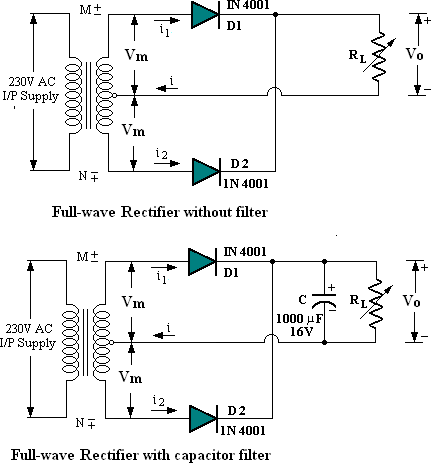 M ±
IN 4001
i1
D1
+
Vm
230V AC
I/P Supply
RL
Vo
i
−
Vm
i2
D 2
N ∓
1N 4001
Full-wave Rectifier without filter
M ±
IN 4001
i1
D1
+
Vm
C
+
−
RL
Vo
230V AC
I/P Supply
1000 µF
16V
i
−
Vm
i2
D 2
N ∓
1N 4001
Full-wave Rectifier with capacitor filter